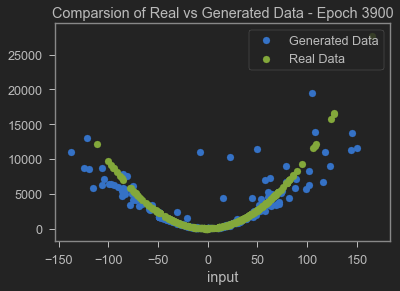 Comparsion of Real vs Generated Data - Epoch 3900
Generated Data
Real Data
25000
20000
15000
10000
5000
0
−150 −100 −50 0 50 100 150
input